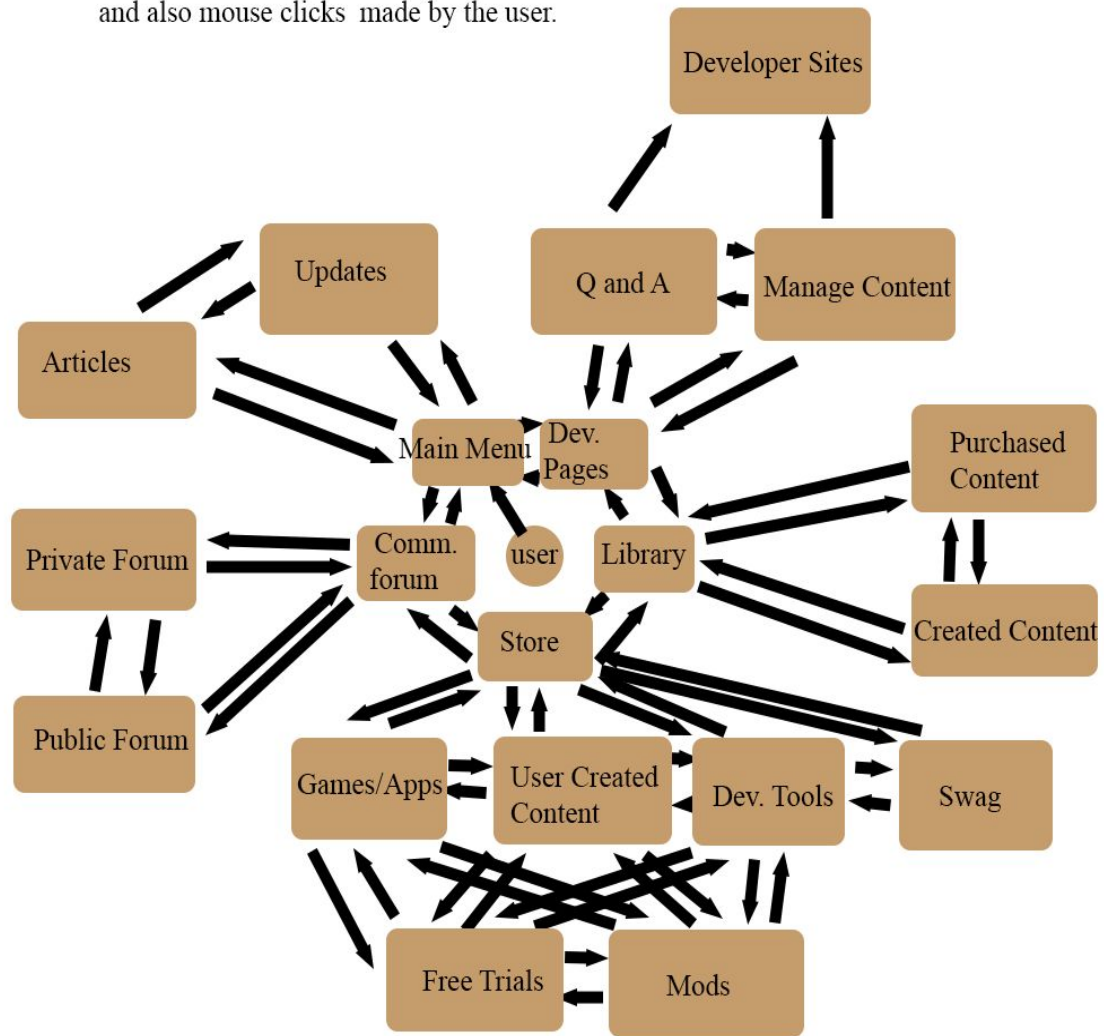 and also mouse clicks  made by the user.
Developer Sites
Updates
Q and A
Manage Content
Articles
Main Menu
Dev.
Pages
Purchased
Content
Private Forum
Comm.
forum
user
Library
Created Content
Store
Public Forum
Games/Apps
User Created
Content
Dev. Tools
Swag
Free Trials
Mods